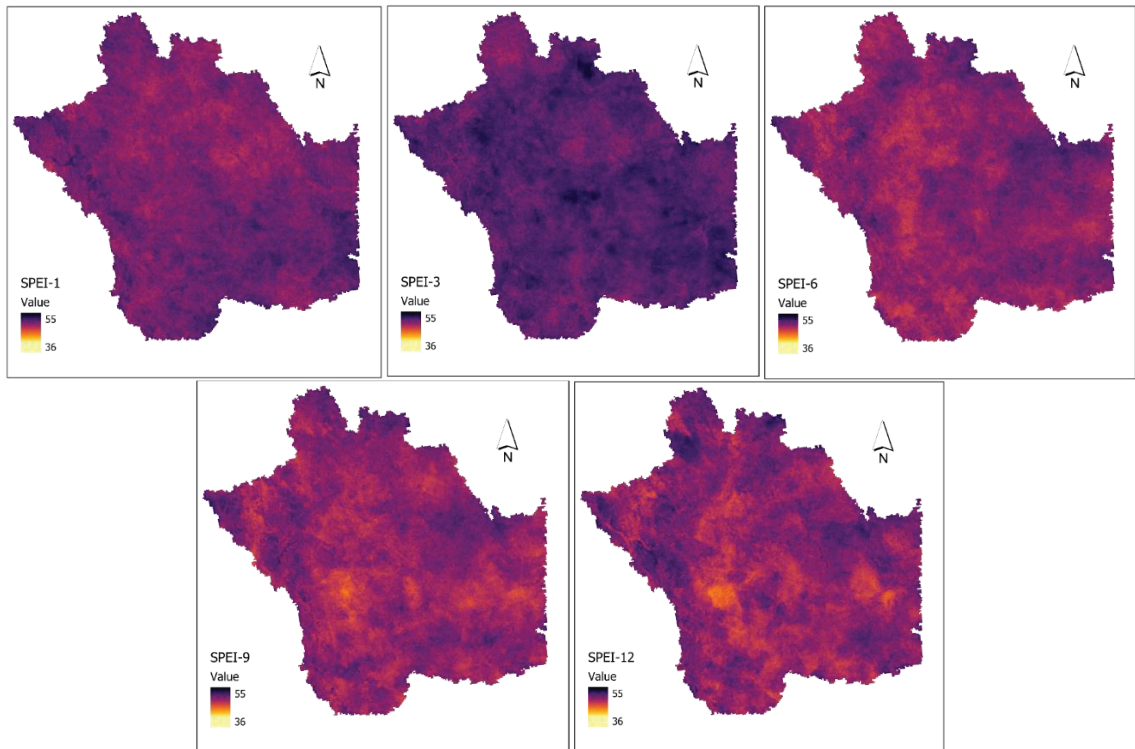 N
SPEI-1
Value
55
36
N
SPEI-3
Value
55
36
N
SPEI-6
Value
55
36
N
SPEI-9
Value
55
36
N
SPEI-12
Value
55
36